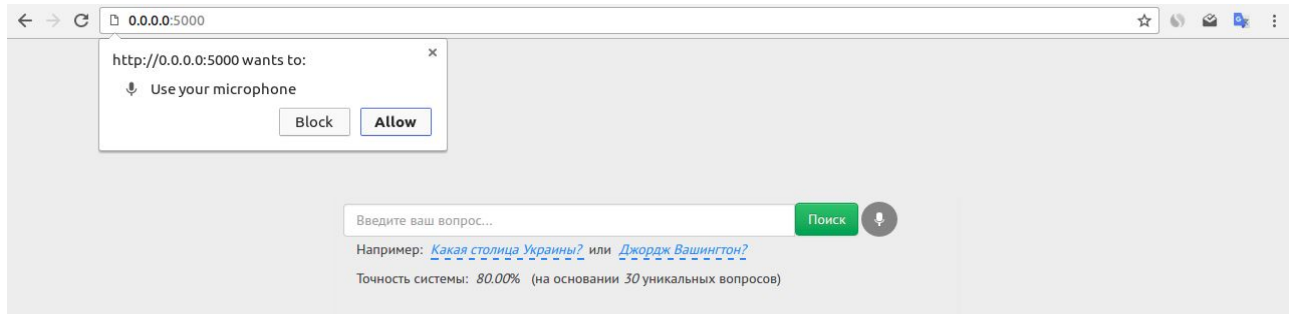 0.0.0.0:5000
http://0.0.0.0:5000 wants to:
Use your microphone
Block Allow
Введите ваш вопрос... Поиск
Например: Какая столица Украины? или Джордж Вашингтон?
Точность системы: 80.00% (на основании 30 уникальных вопросов)